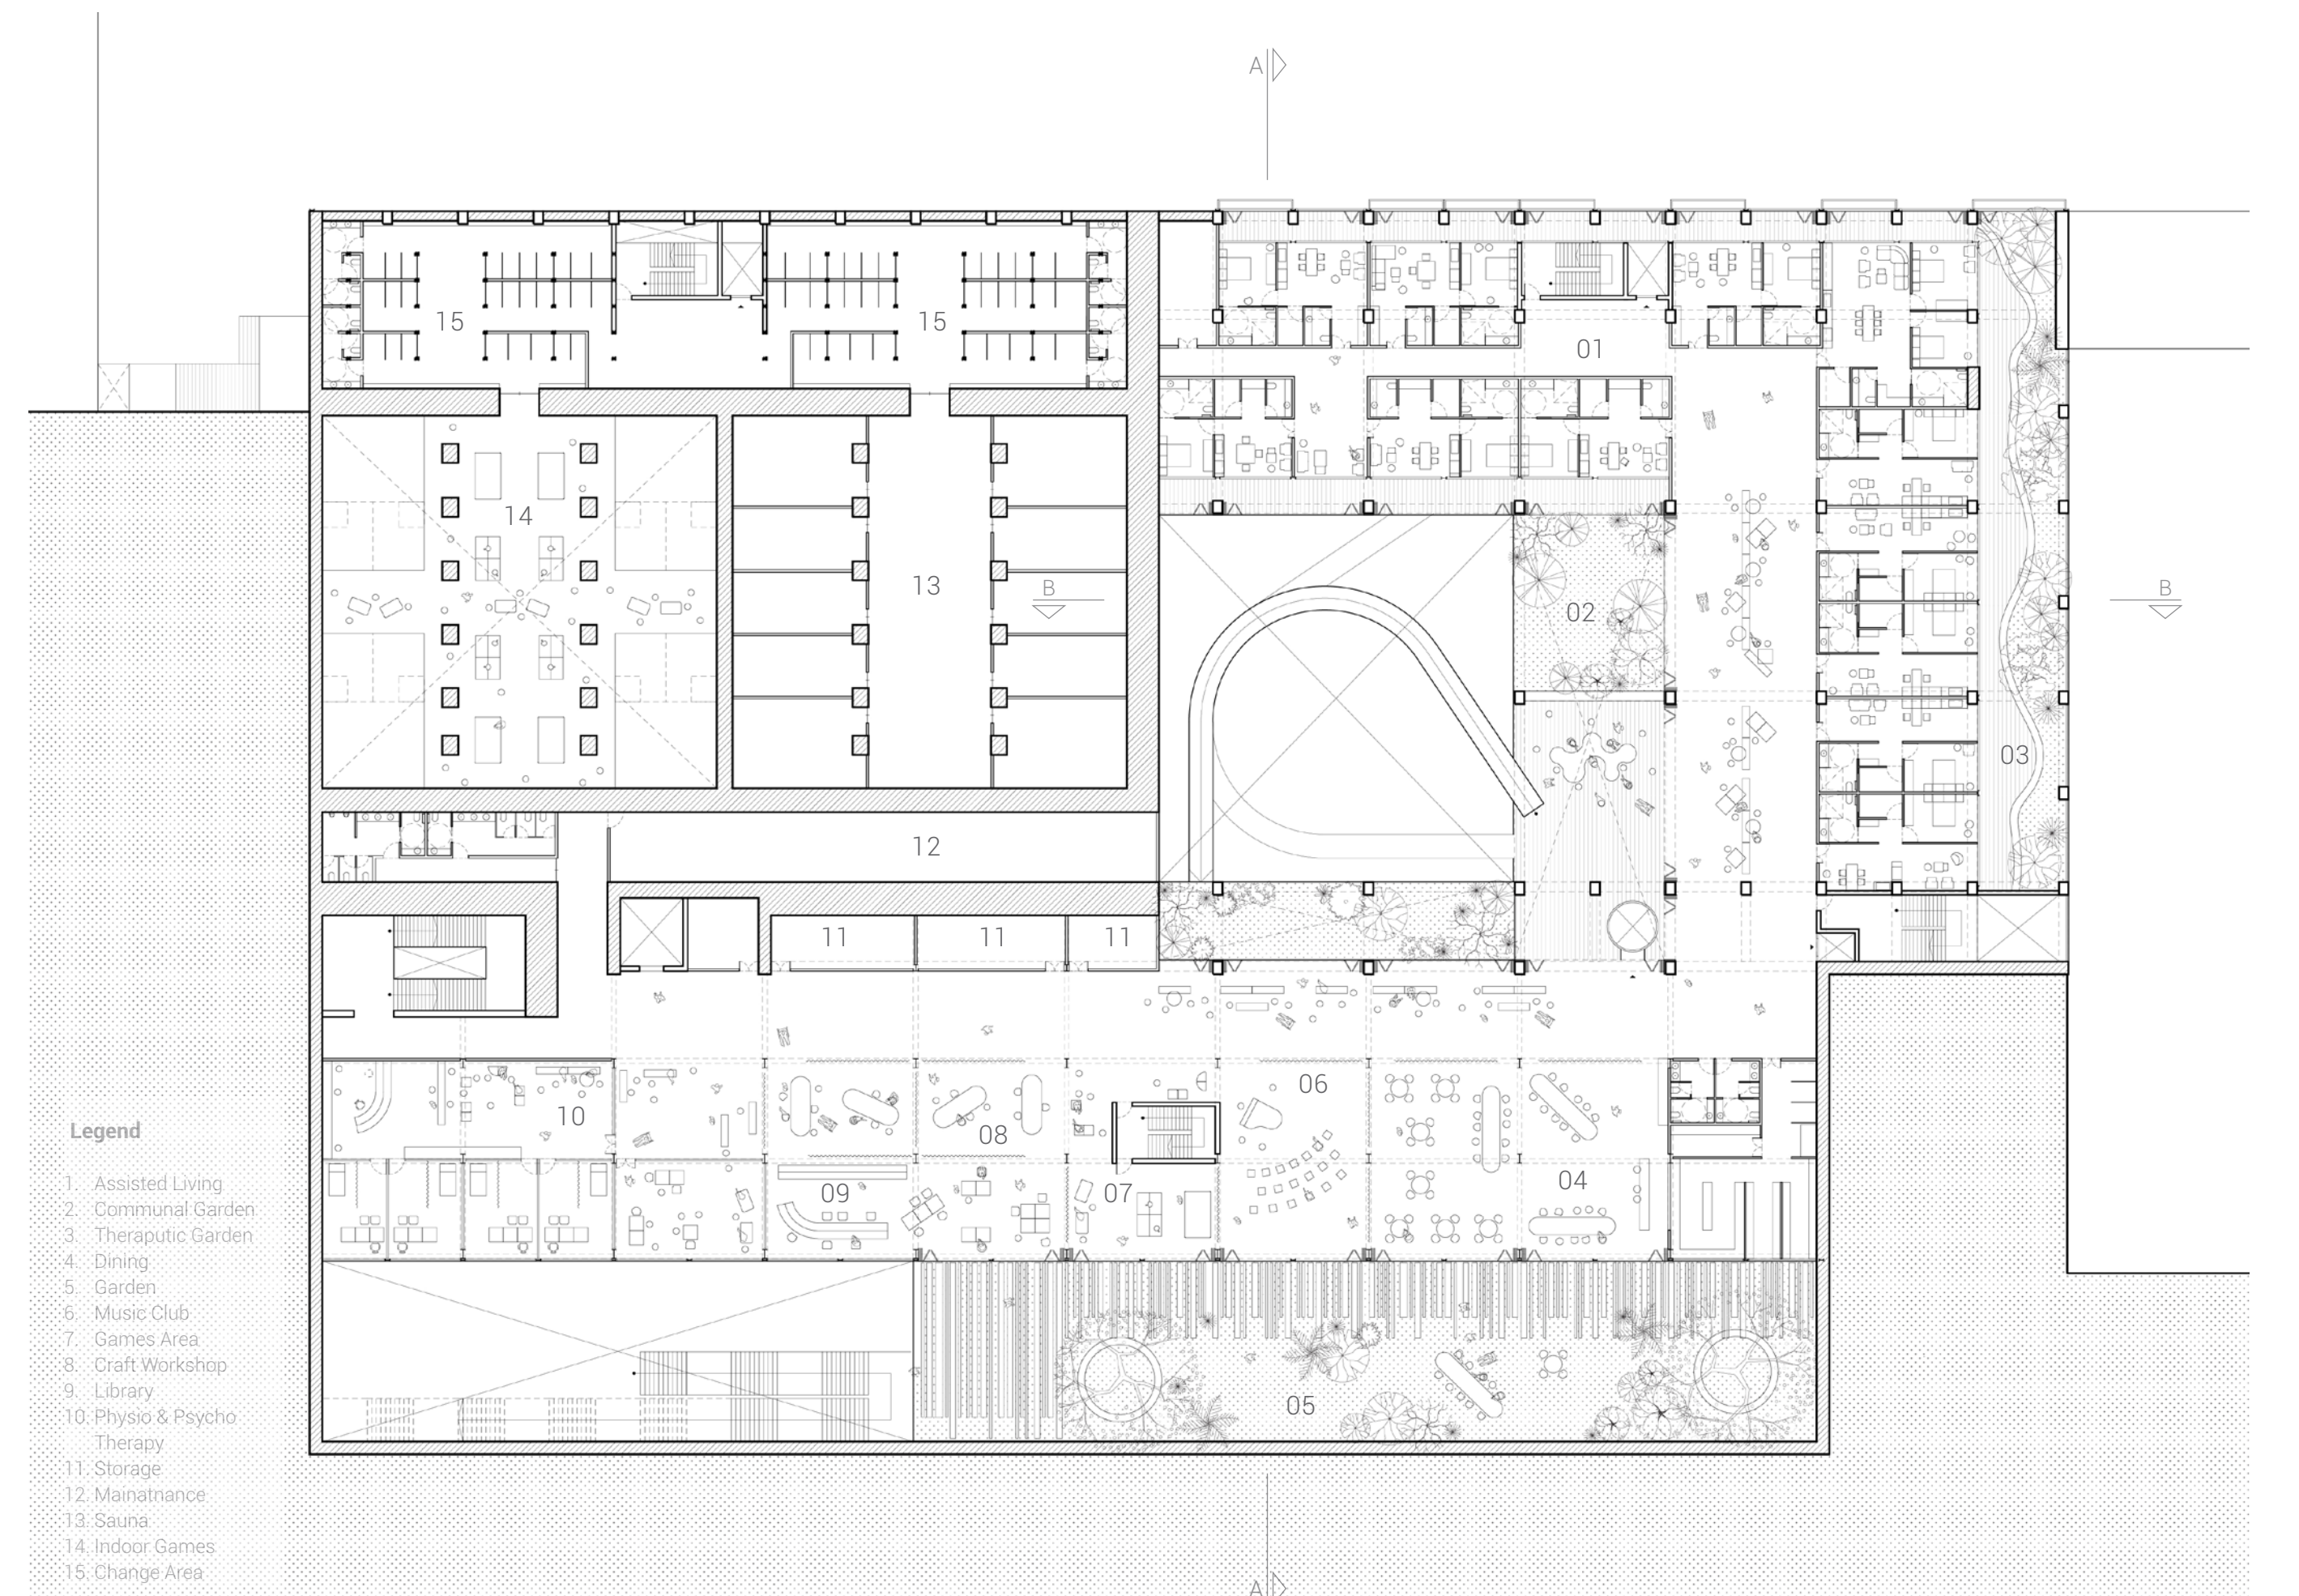 A
15
15
01
14
13
B
B
02
03
12
11
11
11
06
10
08
09
07
04
05
A
Legend
1. Assisted Living
2. Communal Garden
3. Theraputic Garden
4. Dining
5. Garden
6. Music Club
7. Games Area
8. Craft Workshop
9. Library
10. Physio & Psycho
Therapy
11. Storage
12. Mainatnance
13. Sauna
14. Indoor Games
15. Change Area